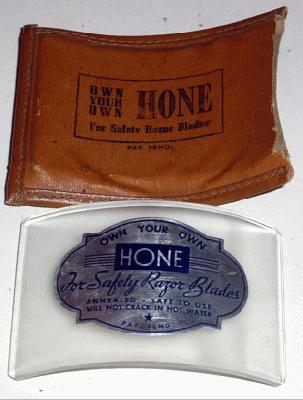 OWN
YOUR
OWN
HONE
For Safety Razor Blades
PAT. PEND.
OWN YOUR OWN
HONE
For Safety Razor Blades
ANNEALED - SAFE TO USE
WILL NOT CRACK IN HOT WATER
PAT. PEND.